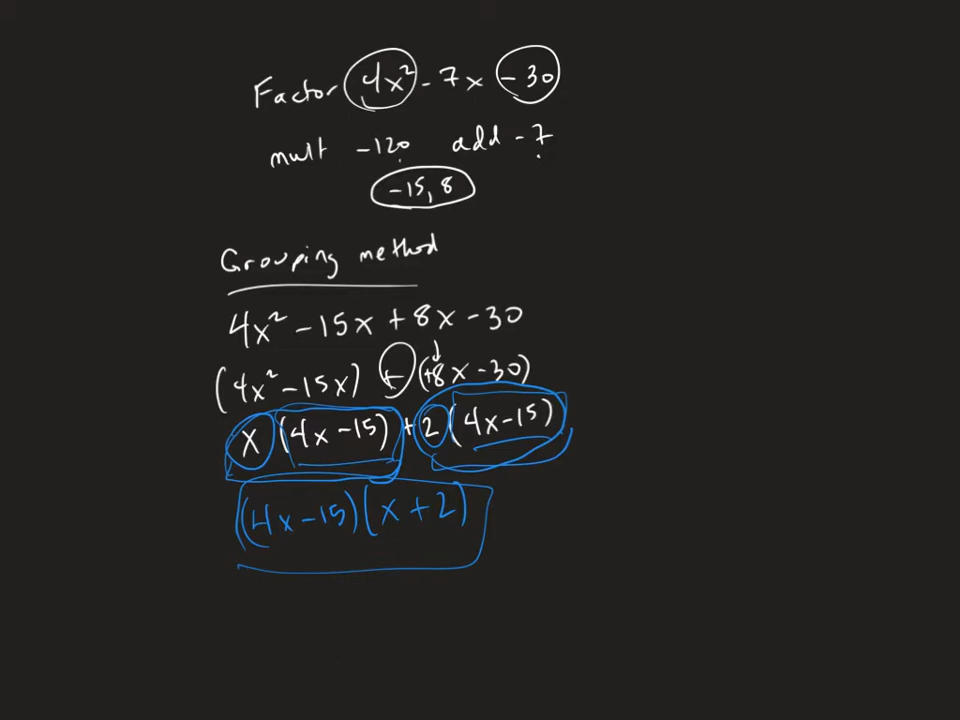 Factor 4x² - 7x - 30
mult -120 add -7
-15, 8
Grouping method
4x² - 15x + 8x - 30
(4x² - 15x) + (+8x - 30)
x (4x - 15) + 2 (4x - 15)
(4x - 15)(x + 2)